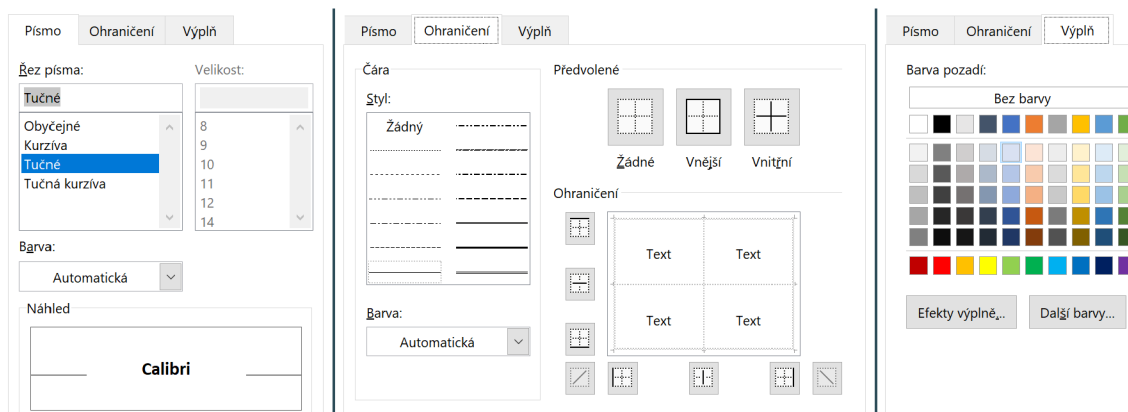 Písmo Ohraničení Výplň
Řez písma: Velikost:
Tučné
Obyčejné 8
Kurzíva 9
Tučné 10
Tučná kurzíva 11
12
14
Barva:
Automatická
Náhled
Calibri
Písmo Ohraničení Výplň
Čára
Styl:
Žádný
Barva:
Automatická
Předvolené
Žádné Vnější Vnitřní
Ohraničení
Text Text
Text Text
Písmo Ohraničení Výplň
Barva pozadí:
Bez barvy
Efekty výplně... Další barvy...